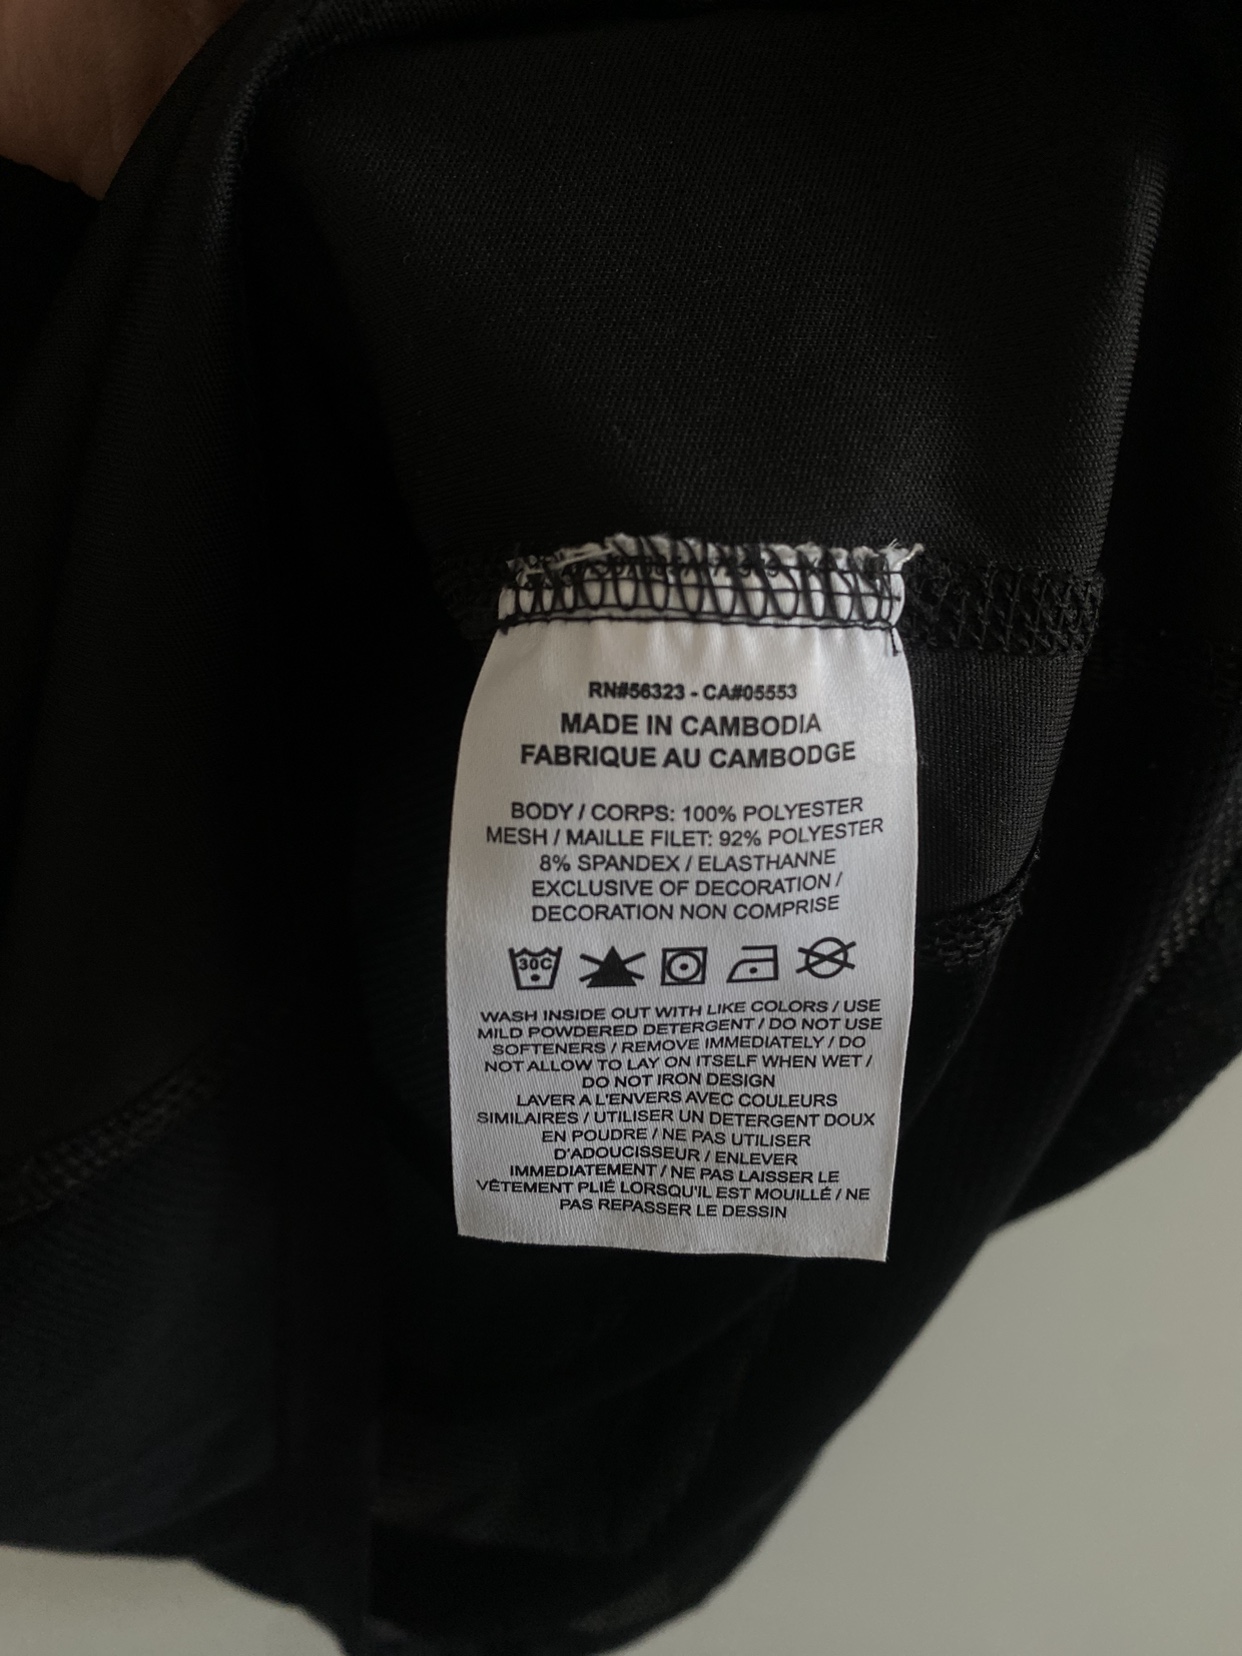 RN#56323 - CA#05553
MADE IN CAMBODIA
FABRIQUE AU CAMBODGE
BODY / CORPS: 100% POLYESTER
MESH / MAILLE FILET: 92% POLYESTER
8% SPANDEX / ELASTHANNE
EXCLUSIVE OF DECORATION /
DECORATION NON COMPRISE
30C
WASH INSIDE OUT WITH LIKE COLORS / USE
MILD POWDERED DETERGENT / DO NOT USE
SOFTENERS / REMOVE IMMEDIATELY / DO
NOT ALLOW TO LAY ON ITSELF WHEN WET /
DO NOT IRON DESIGN
LAVER A L'ENVERS AVEC COULEURS
SIMILAIRES / UTILISER UN DETERGENT DOUX
EN POUDRE / NE PAS UTILISER
D'ADOUCISSEUR / ENLEVER
IMMEDIATEMENT / NE PAS LAISSER LE
VÊTEMENT PLIÉ LORSQU'IL EST MOUILLÉ / NE
PAS REPASSER LE DESSIN